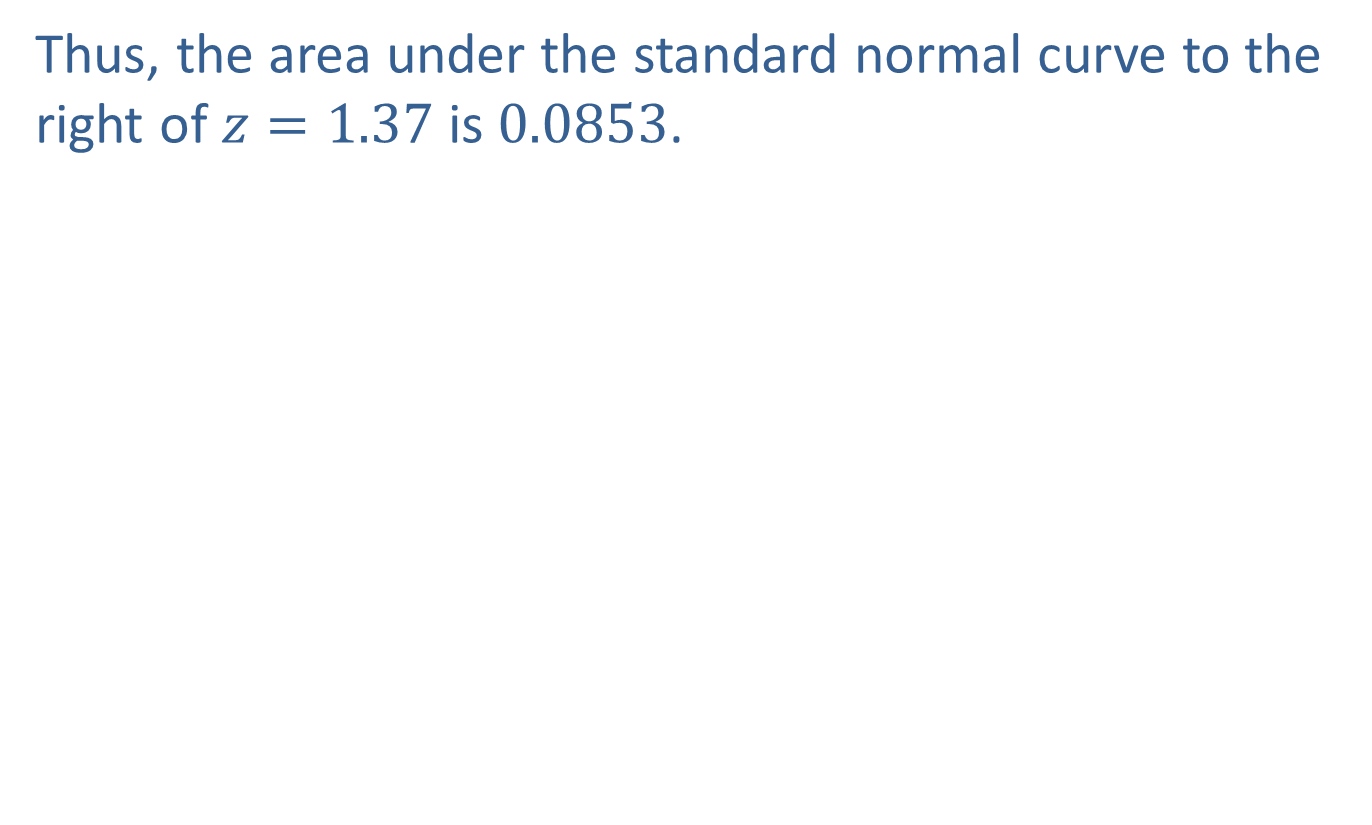 Thus, the area under the standard normal curve to the
right of z = 1.37 is 0.0853.